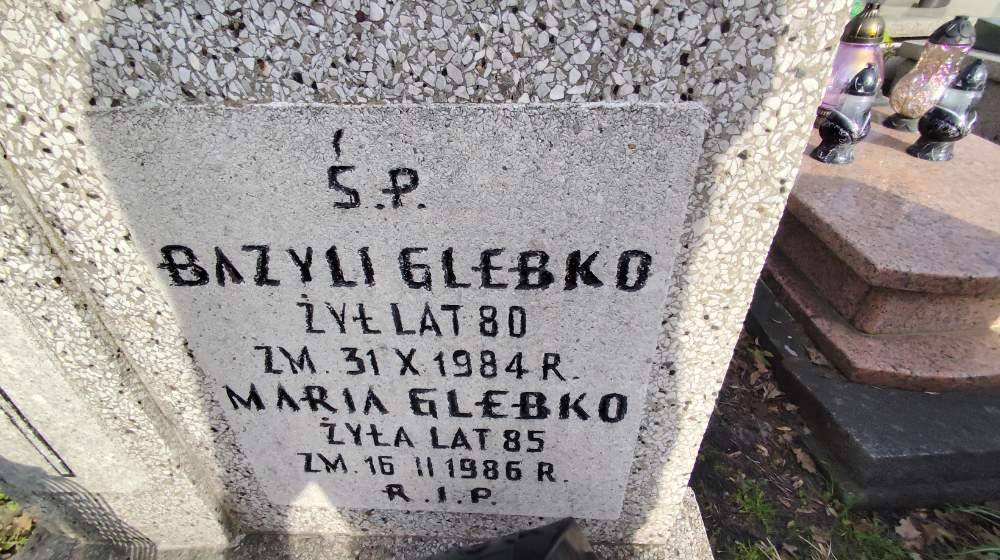 Ś.P.
BAZYLI GLEBKO
ŻYŁ LAT 80
ZM. 31 X 1984 R.
MARIA GLEBKO
ŻYŁA LAT 85
ZM. 16 II 1986 R.
R.I.P.